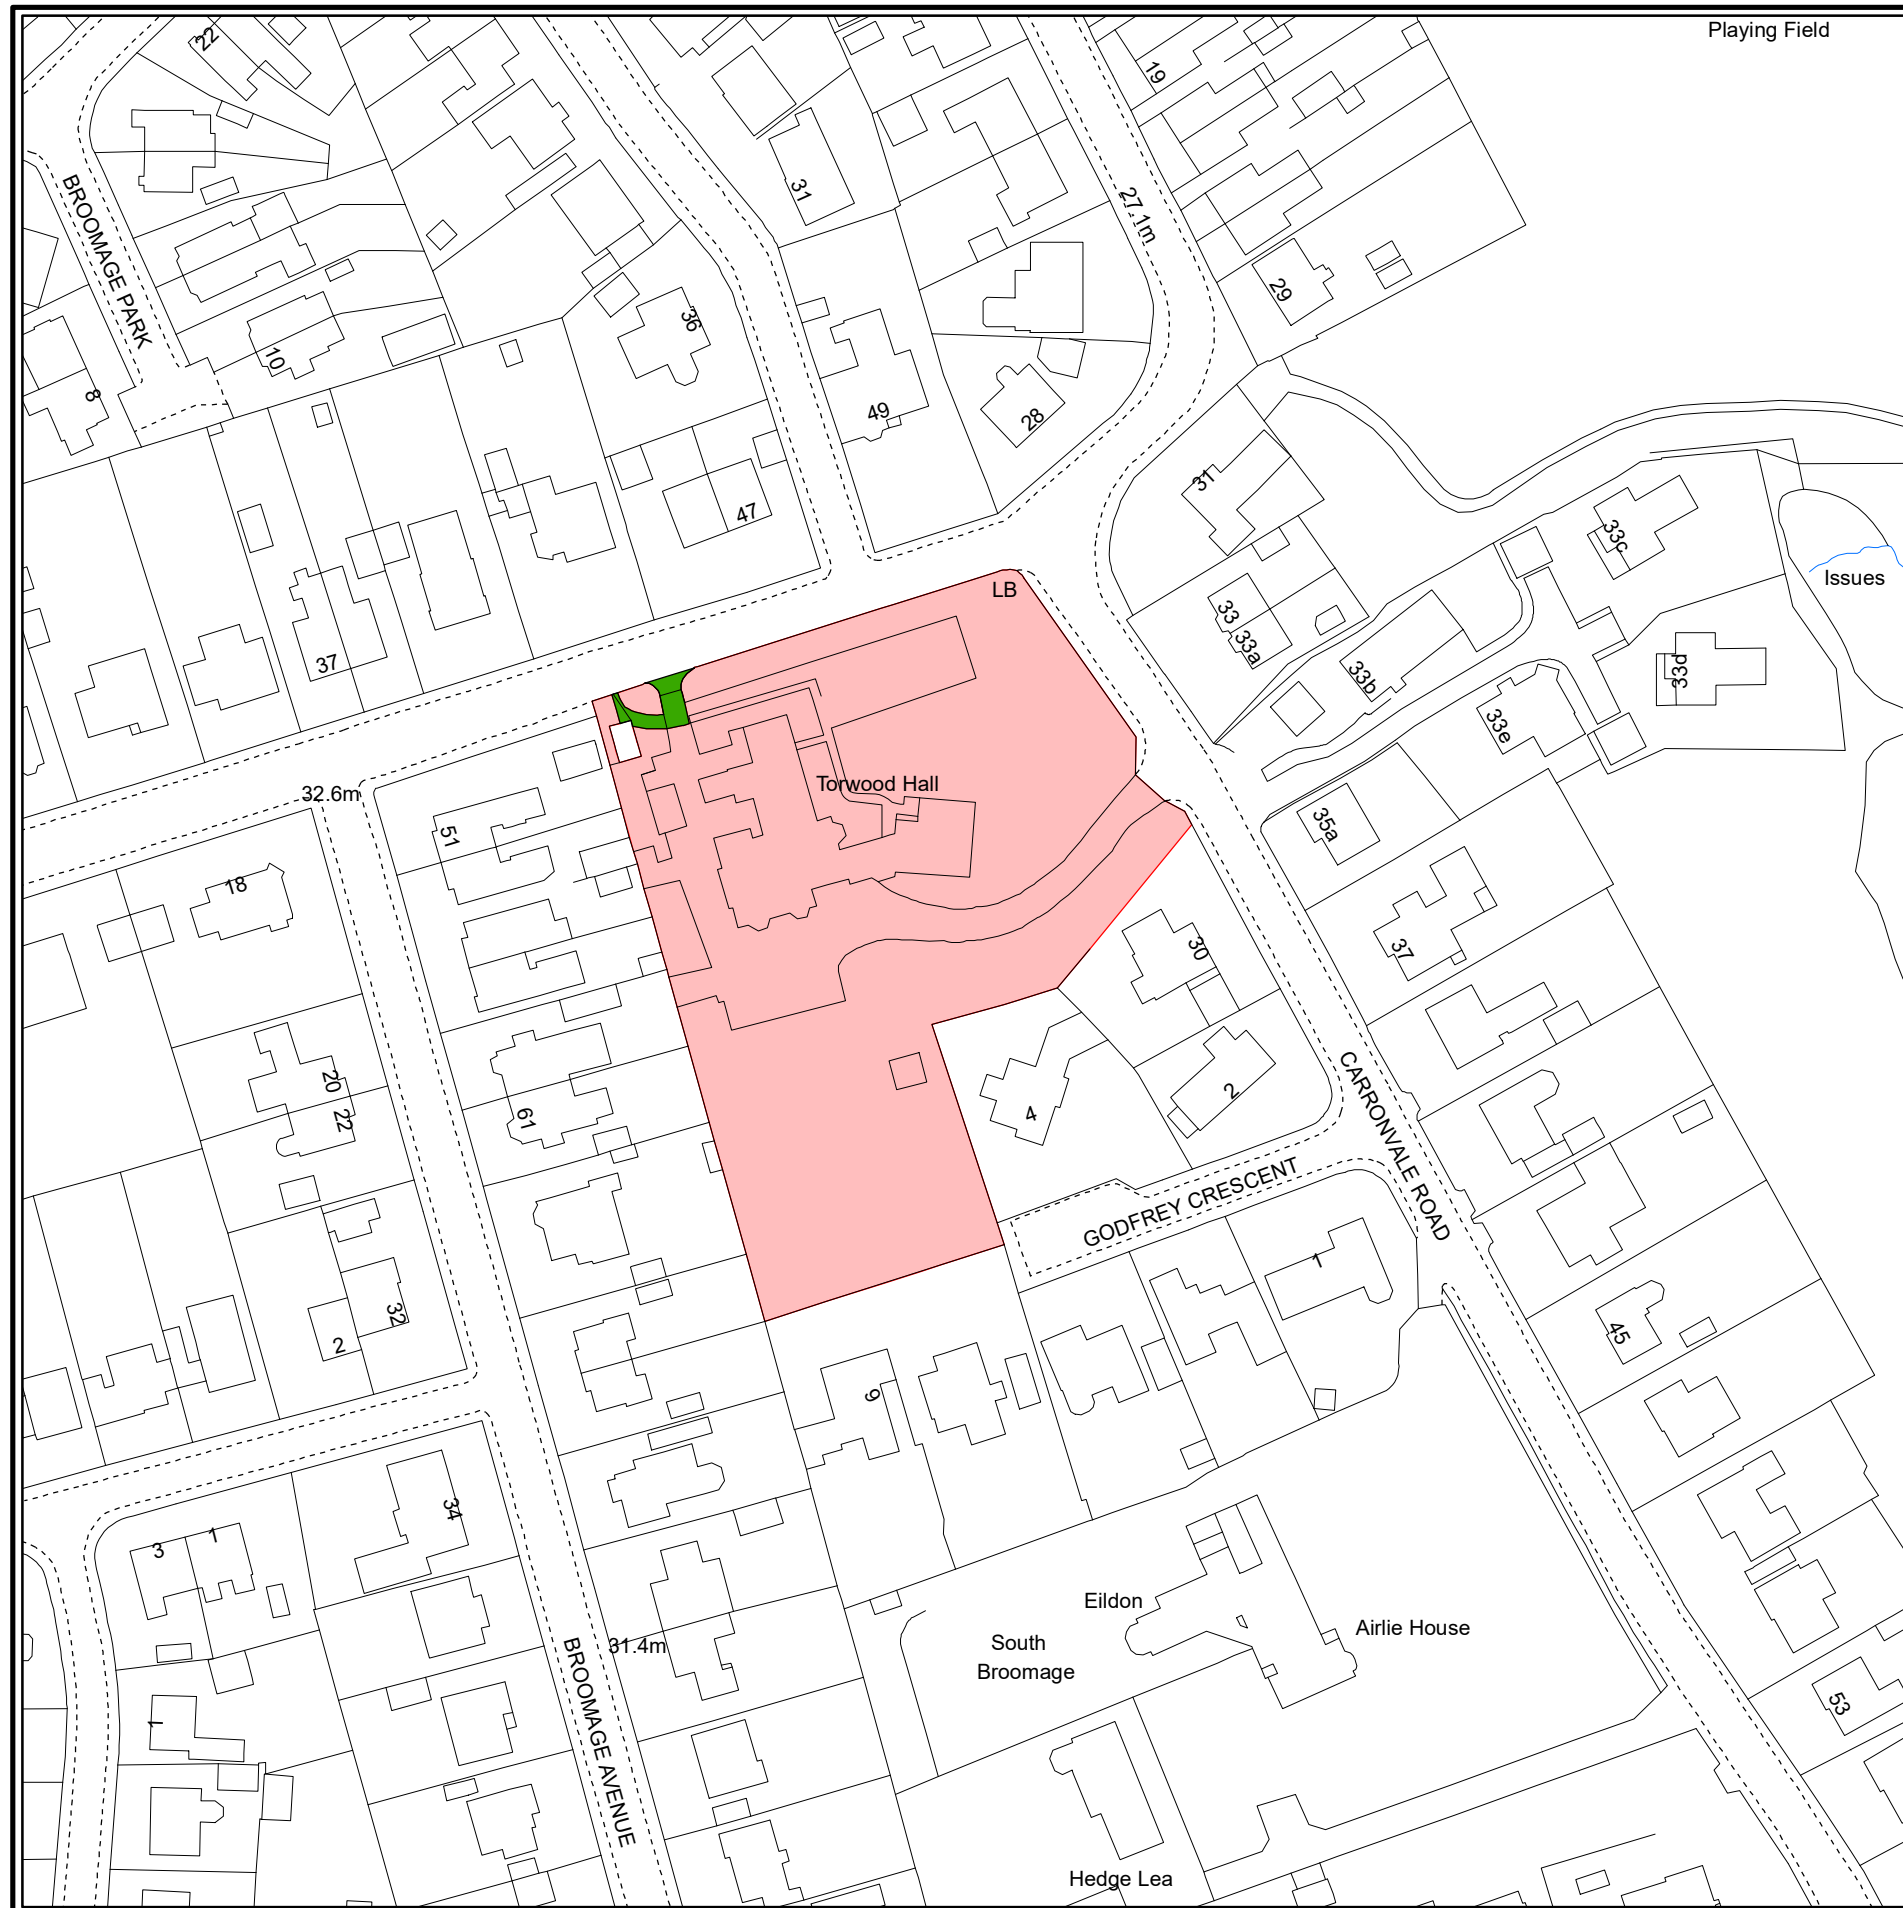 Playing Field
22
19
31
BROOMAGE PARK
27.1m
29
36
10
8
49
28
31
47
33c
Issues
LB
33
33a
37
33b
33d
33e
Torwood Hall
32.6m
51
35a
18
30
37
20
22
61
4
2
CARRONVALE ROAD
GODFREY CRESCENT
1
32
2
45
9
34
3
1
Eildon
Airlie House
31.4m
South
Broomage
BROOMAGE AVENUE
53
1
Hedge Lea